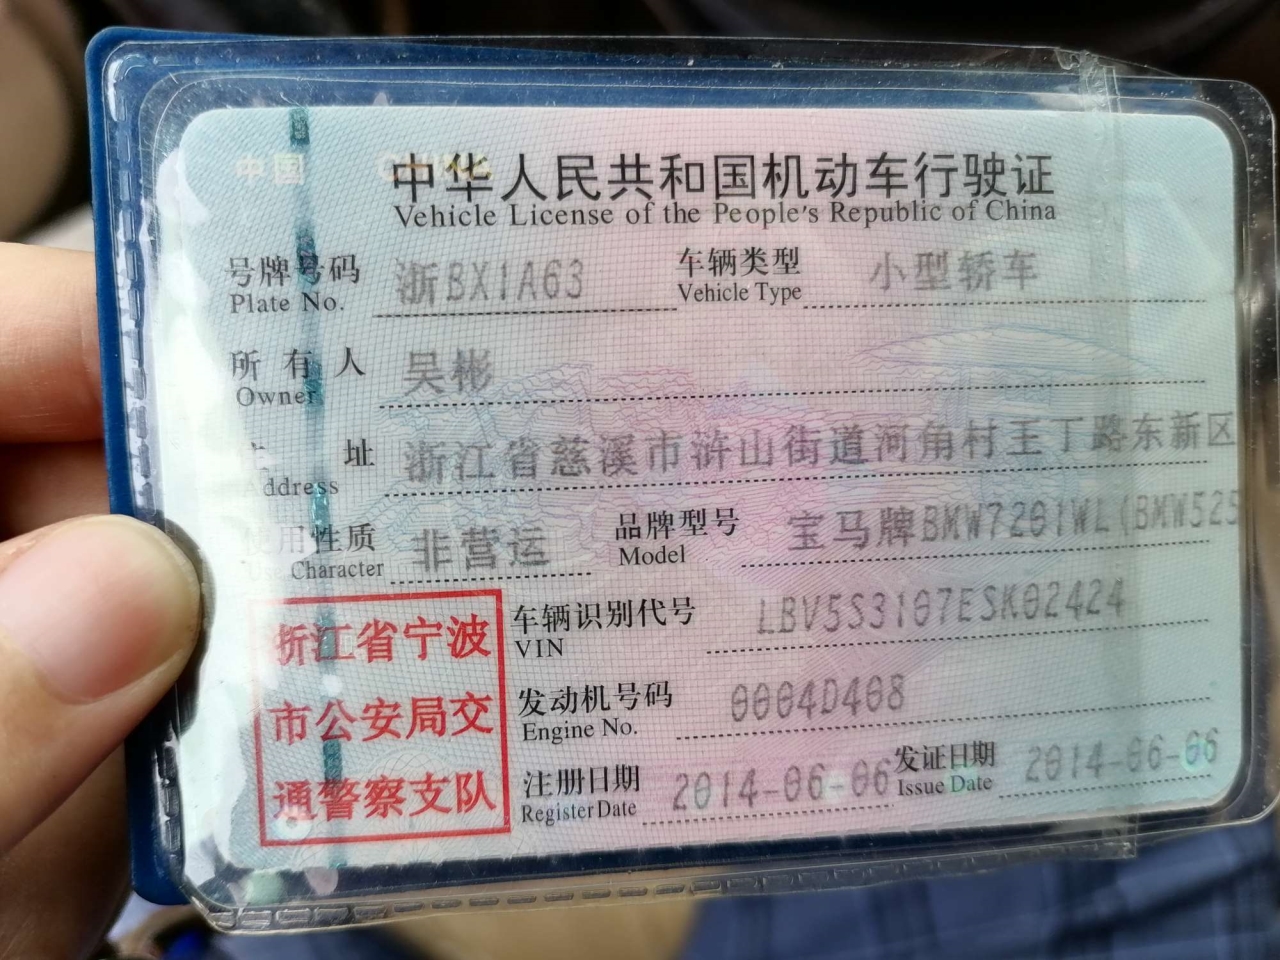 中国 CHINA
中华人民共和国机动车行驶证
Vehicle License of the People's Republic of China
号牌号码 浙BX1A63 车辆类型 小型轿车
Plate No. Vehicle Type
所有人 吴彬
Owner
址 浙江省慈溪市浒山街道河角村王丁路东新区
Address
使用性质 非营运 品牌型号 宝马牌BMW7201WL(BMW525
Use Character Model
车辆识别代号 LBV5S3107ESK02424
VIN
发动机号码 0004D408
Engine No.
注册日期 2014-06-06 发证日期 2014-06-06
Register Date Issue Date
浙江省宁波
市公安局交
通警察支队